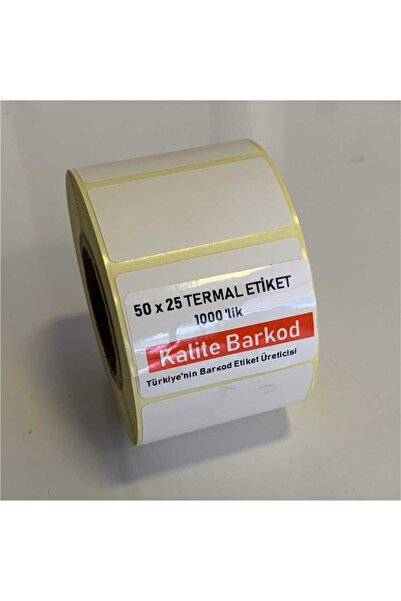 50 x 25 TERMAL ETİKET
1000 'lik
Kalite Barkod
Türkiye'nin Barkod Etiket Üreticisi